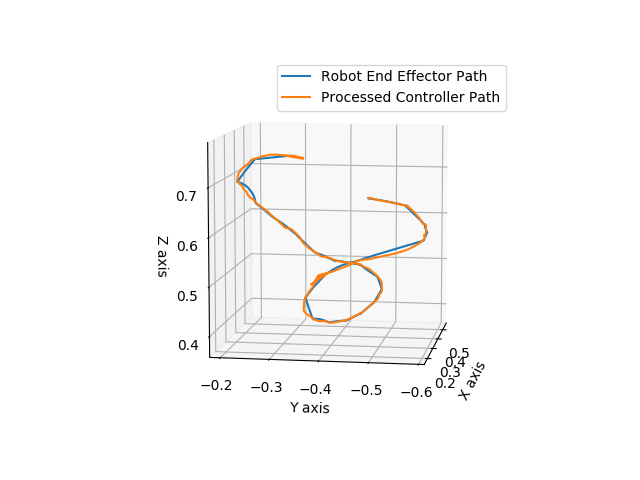 Robot End Effector Path
Processed Controller Path
Z axis
0.7
0.6
0.5
0.4
−0.2
−0.3
−0.4
−0.5
−0.6
Y axis
0.5
0.4
0.3
0.2
X axis